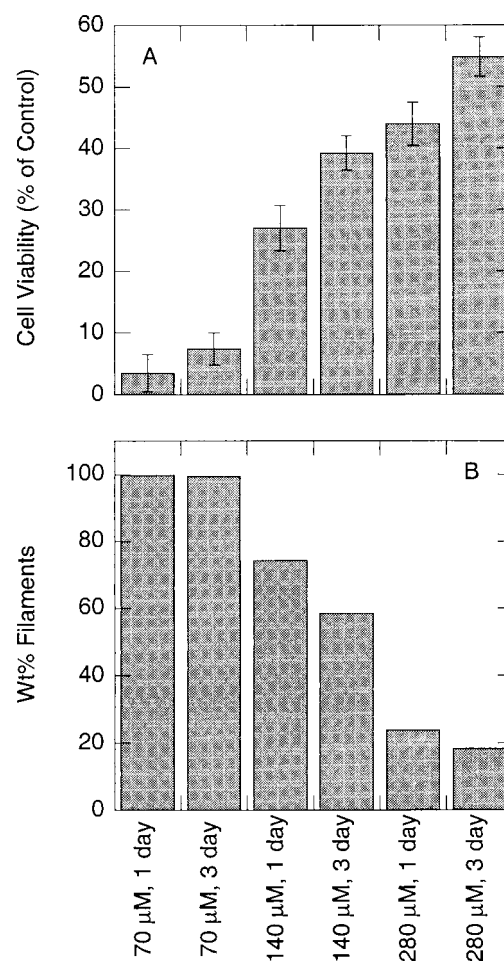 60
50
40
30
20
10
0
Cell Viability (% of Control)
A
100
80
60
40
20
0
Wt% Filaments
B
70 μM, 1 day
70 μM, 3 day
140 μM, 1 day
140 μM, 3 day
280 μM, 1 day
280 μM, 3 day